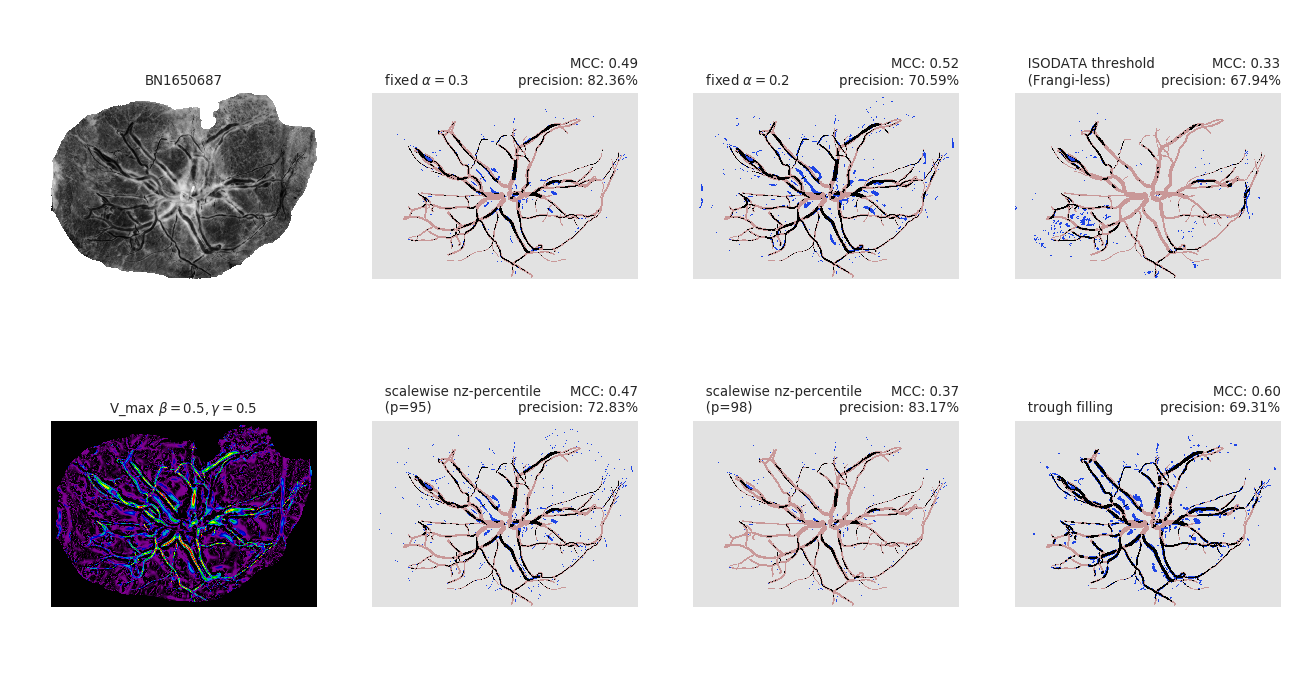 BN1650687
MCC: 0.49
fixed α = 0.3 precision: 82.36%
MCC: 0.52
fixed α = 0.2 precision: 70.59%
ISODATA threshold MCC: 0.33
(Frangi-less) precision: 67.94%
V_max β = 0.5, γ = 0.5
scalewise nz-percentile MCC: 0.47
(p=95) precision: 72.83%
scalewise nz-percentile MCC: 0.37
(p=98) precision: 83.17%
MCC: 0.60
trough filling precision: 69.31%